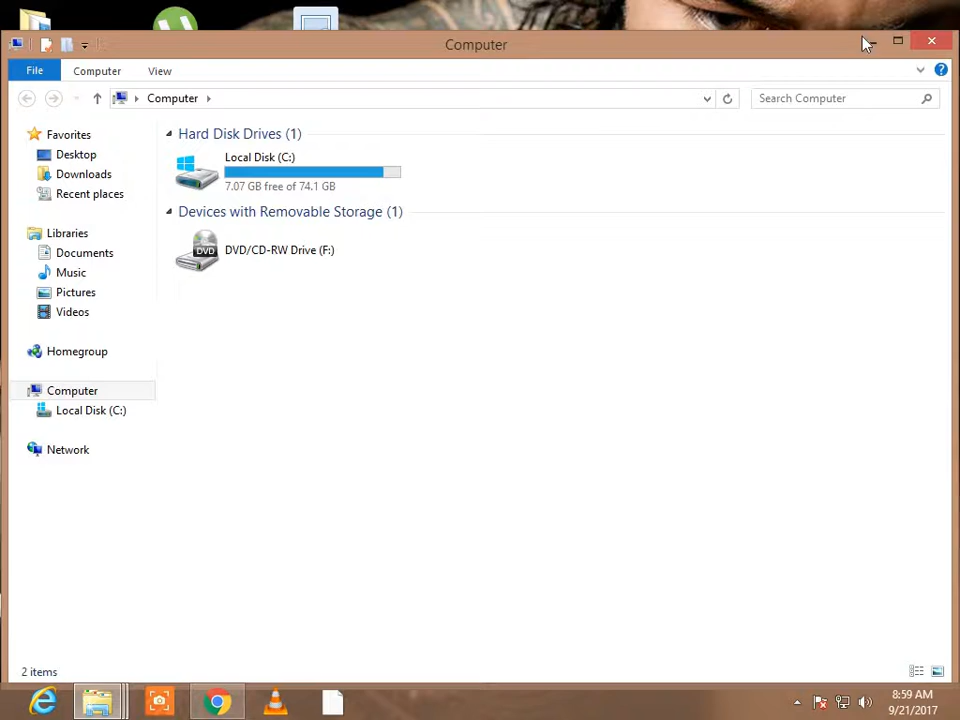 Computer
File
Computer
View
Computer
Search Computer
Favorites
Desktop
Downloads
Recent places
Libraries
Documents
Music
Pictures
Videos
Homegroup
Computer
Local Disk (C:)
Network
Hard Disk Drives (1)
Local Disk (C:)
7.07 GB free of 74.1 GB
Devices with Removable Storage (1)
DVD
DVD/CD-RW Drive (F:)
2 items
8:59 AM
9/21/2017